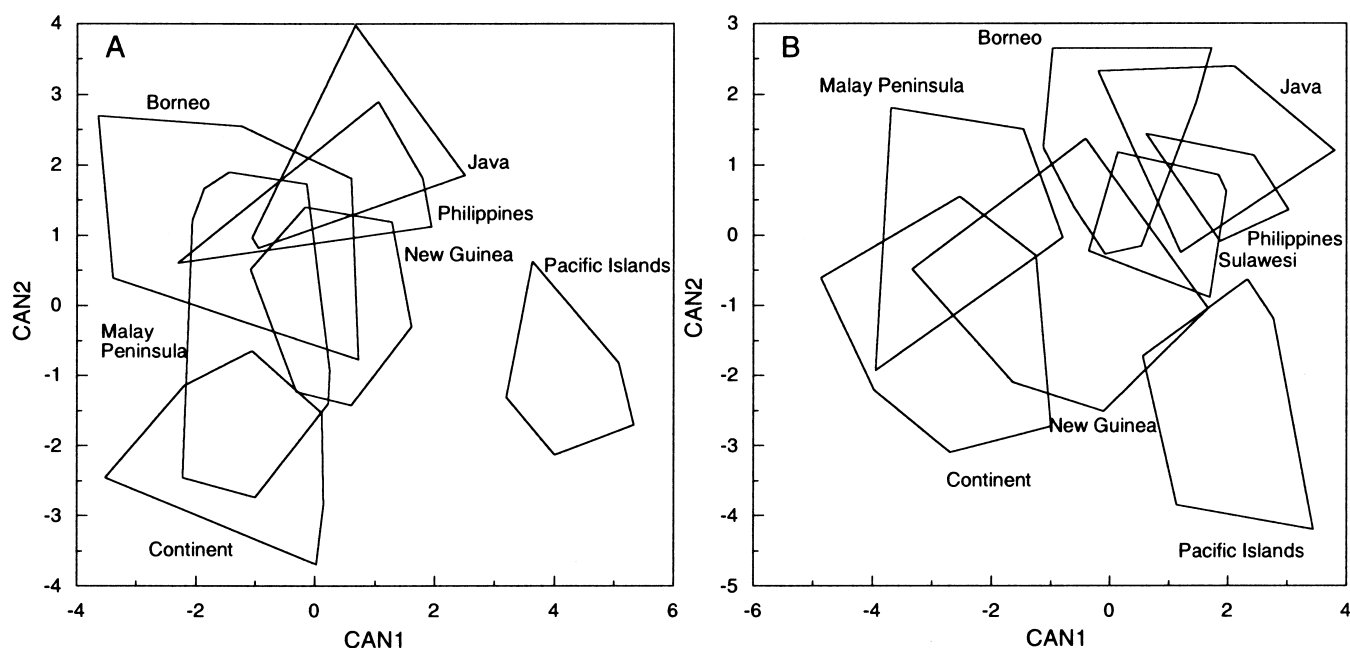 A
4
3
2
1
0
-1
-2
-3
-4
CAN2
Borneo
Java
Philippines
New Guinea
Pacific Islands
Malay
Peninsula
Continent
-4
-2
0
2
4
6
CAN1
B
3
2
1
0
-1
-2
-3
-4
-5
CAN2
Borneo
Malay Peninsula
Java
Philippines
Sulawesi
New Guinea
Continent
Pacific Islands
-6
-4
-2
0
2
4
CAN1